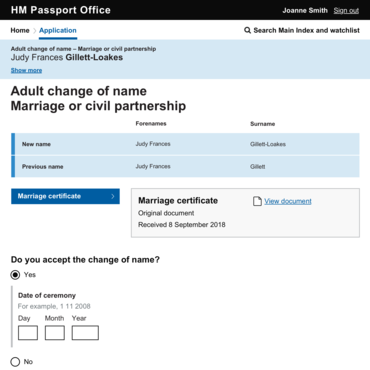 HM Passport Office
Joanne Smith Sign out
Home Application
Search Main Index and watchlist
Adult change of name – Marriage or civil partnership
Judy Frances Gillett-Loakes
Show more
Adult change of name
Marriage or civil partnership
Forenames Surname
New name Judy Frances Gillett-Loakes
Previous name Judy Frances Gillett
Marriage certificate
Marriage certificate
View document
Original document
Received 8 September 2018
Do you accept the change of name?
Yes
Date of ceremony
For example, 1 11 2008
Day Month Year
No